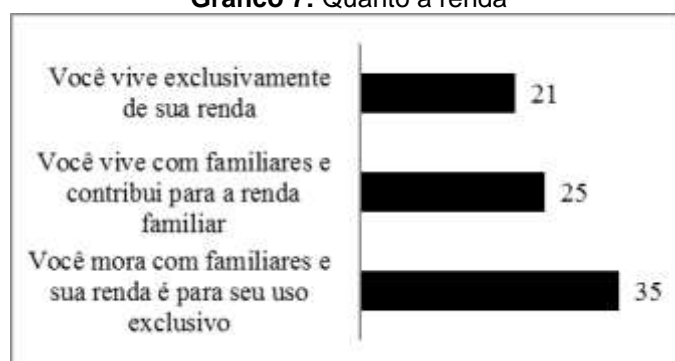 Gráfico 7: Quanto a renda
Você vive exclusivamente
de sua renda
21
Você vive com familiares e
contribui para a renda
familiar
25
Você mora com familiares e
sua renda é para seu uso
exclusivo
35